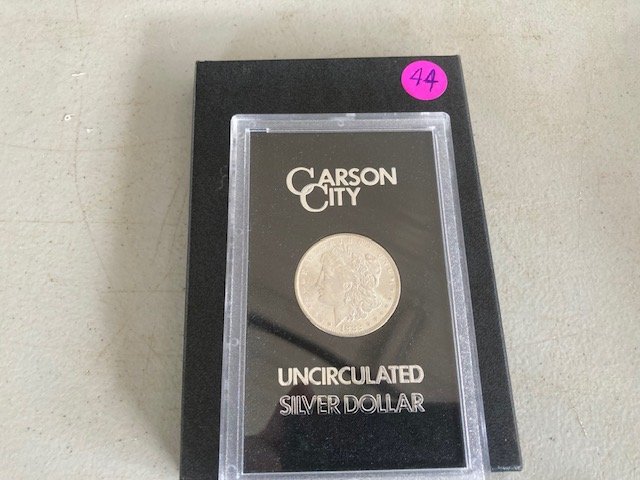 44
CARSON
CITY
UNCIRCULATED
SILVER DOLLAR